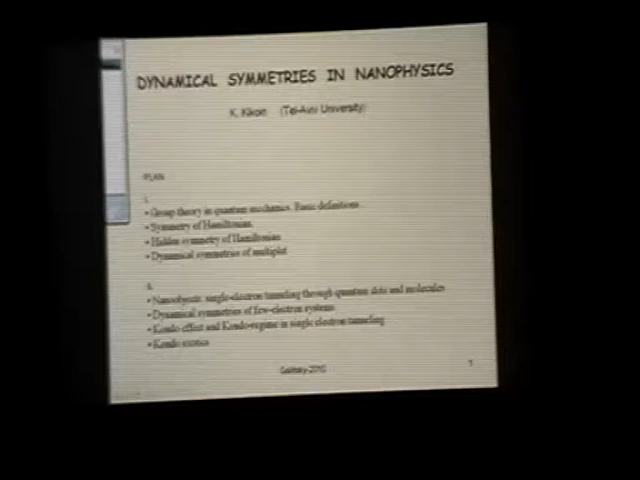 DYNAMICAL SYMMETRIES IN NANOPHYSICS
K. Kikoin (Tel-Aviv University)
PLAN
I.
• Group theory in quantum mechanics. Basic definitions.
• Symmetry of Hamiltonian.
• Hidden symmetry of Hamiltonian
• Dynamical symmetries of multiplet
II.
• Nanoobjects: single-electron tunneling through quantum dots and molecules
• Dynamical symmetries of few-electron systems
• Kondo effect and Kondo-regime in single electron tunneling
• Kondo exotics
2010
1